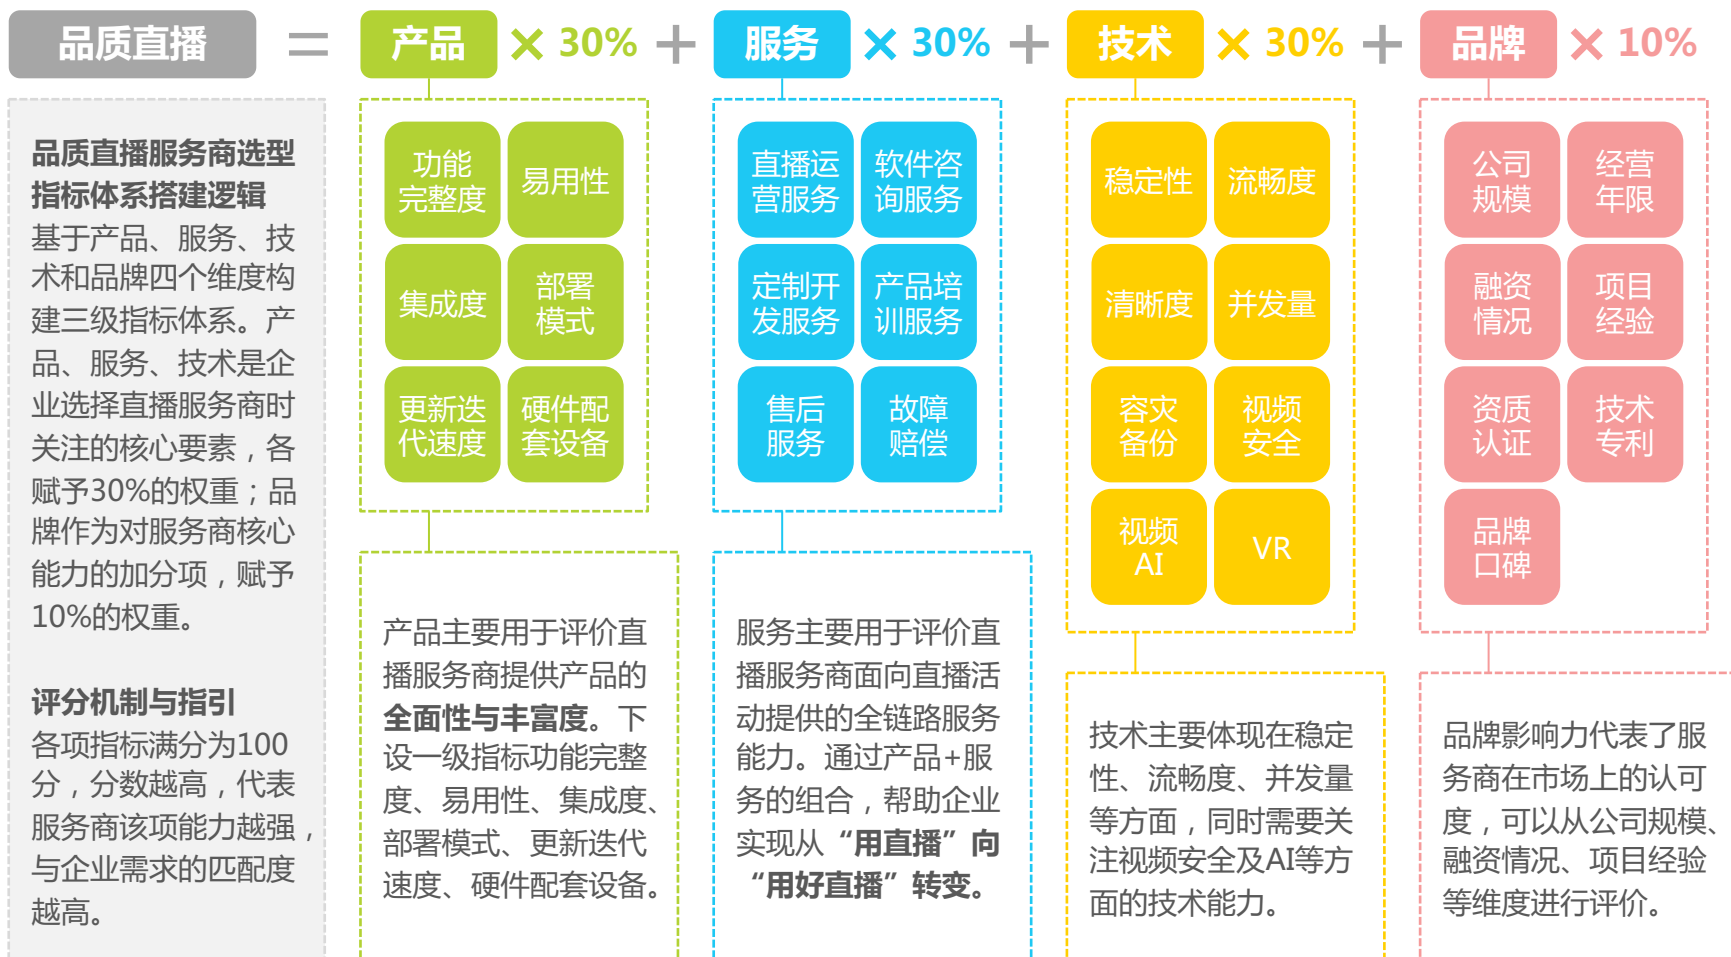 品质直播 = 产品 × 30% + 服务 × 30% + 技术 × 30% + 品牌 × 10%
品质直播服务商选型
指标体系搭建逻辑
基于产品、服务、技
术和品牌四个维度构
建三级指标体系。产
品、服务、技术是企
业选择直播服务商时
关注的核心要素，各
赋予30%的权重；品
牌作为对服务商核心
能力的加分项，赋予
10%的权重。
评分机制与指引
各项指标满分为100
分，分数越高，代表
服务商该项能力越强，
与企业需求的匹配度
越高。
功能
完整度
易用性
集成度
部署
模式
更新迭
代速度
硬件配
套设备
产品主要用于评价直
播服务商提供产品的
全面性与丰富度。下
设一级指标功能完整
度、易用性、集成度、
部署模式、更新迭代
速度、硬件配套设备。
直播运
营服务
软件咨
询服务
定制开
发服务
产品培
训服务
售后
服务
故障
赔偿
服务主要用于评价直
播服务商面向直播活
动提供的全链路服务
能力。通过产品+服
务的组合，帮助企业
实现从“用直播”向
“用好直播”转变。
稳定性
流畅度
清晰度
并发量
容灾
备份
视频
安全
视频
AI
VR
技术主要体现在稳定
性、流畅度、并发量
等方面，同时需要关
注视频安全及AI等方
面的技术能力。
公司
规模
经营
年限
融资
情况
项目
经验
资质
认证
技术
专利
品牌
口碑
品牌影响力代表了服
务商在市场上的认可
度，可以从公司规模、
融资情况、项目经验
等维度进行评价。